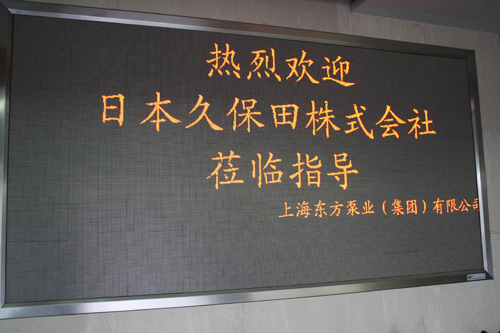 热烈欢迎
日本久保田株式会社
莅临指导
上海东方泵业（集团）有限公司